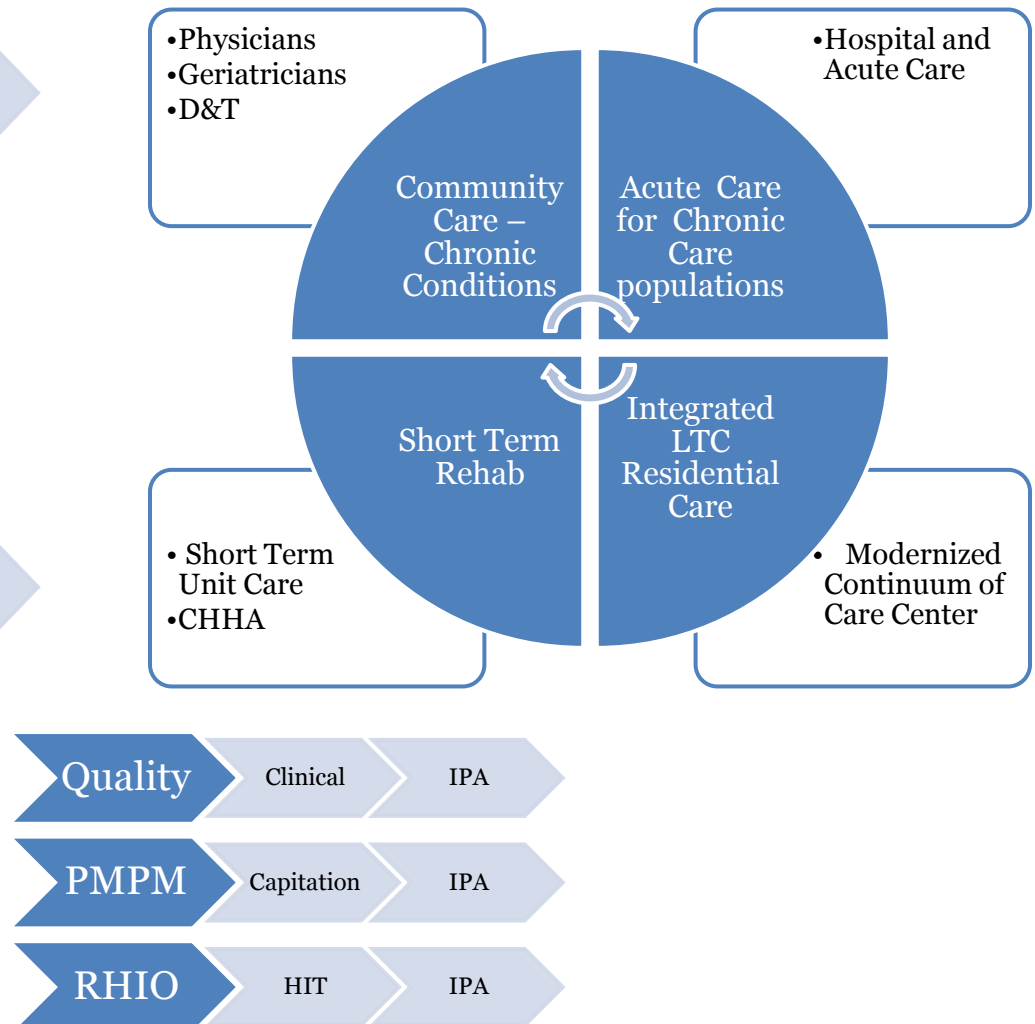 •Physicians
•Geriatricians
•D&T
•Hospital and
Acute Care
Community
Care –
Chronic
Conditions
Acute Care
for Chronic
Care
populations
Short Term
Rehab
Integrated
LTC
Residential
Care
• Short Term
Unit Care
•CHHA
• Modernized
Continuum of
Care Center
Quality Clinical IPA
PMPM Capitation IPA
RHIO HIT IPA